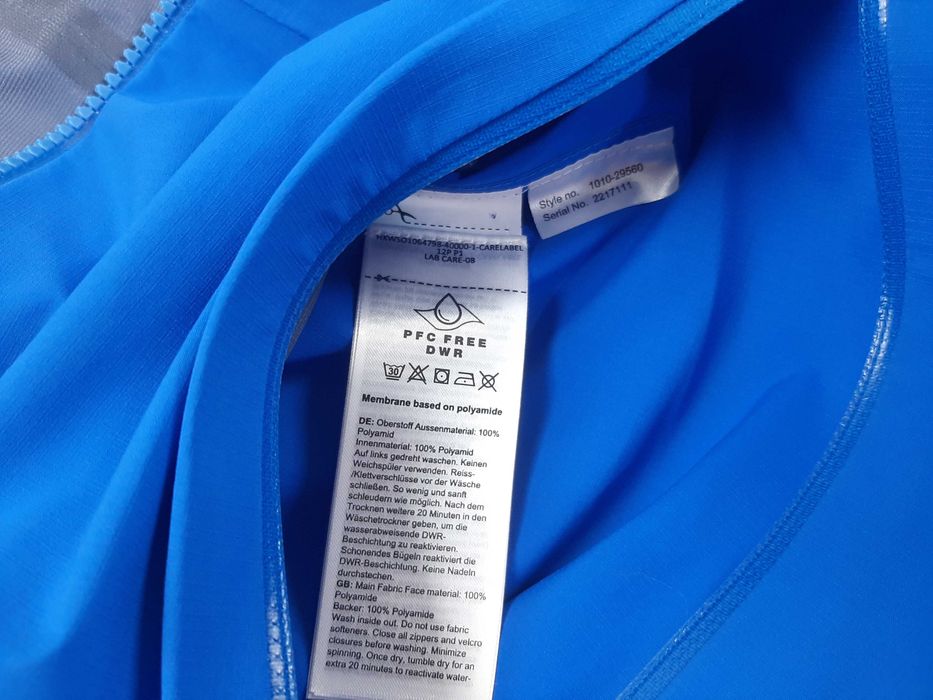 Style no. 1010-29560
Serial No. 2217111
HXWSO1064798-40000-1-CARELABEL
12P P1
LAB CARE-08
PFC FREE
DWR
30
Membrane based on polyamide
DE: Oberstoff Aussenmaterial: 100%
Polyamid
Innenmaterial: 100% Polyamid
Auf links gedreht waschen. Keinen
Weichspüler verwenden. Reiss-
/Klettverschlüsse vor der Wäsche
schließen. So wenig und sanft
schleudern wie möglich. Nach dem
Trocknen weitere 20 Minuten in den
Wäschetrockner geben, um die
wasserabweisende DWR-
Beschichtung zu reaktivieren.
Schonendes Bügeln reaktiviert die
DWR-Beschichtung. Keine Nadeln
durchstechen.
GB: Main Fabric Face material: 100%
Polyamide
Backer: 100% Polyamide
Wash inside out. Do not use fabric
softeners. Close all zippers and velcro
closures before washing. Minimize
spinning. Once dry, tumble dry for an
extra 20 minutes to reactivate water-